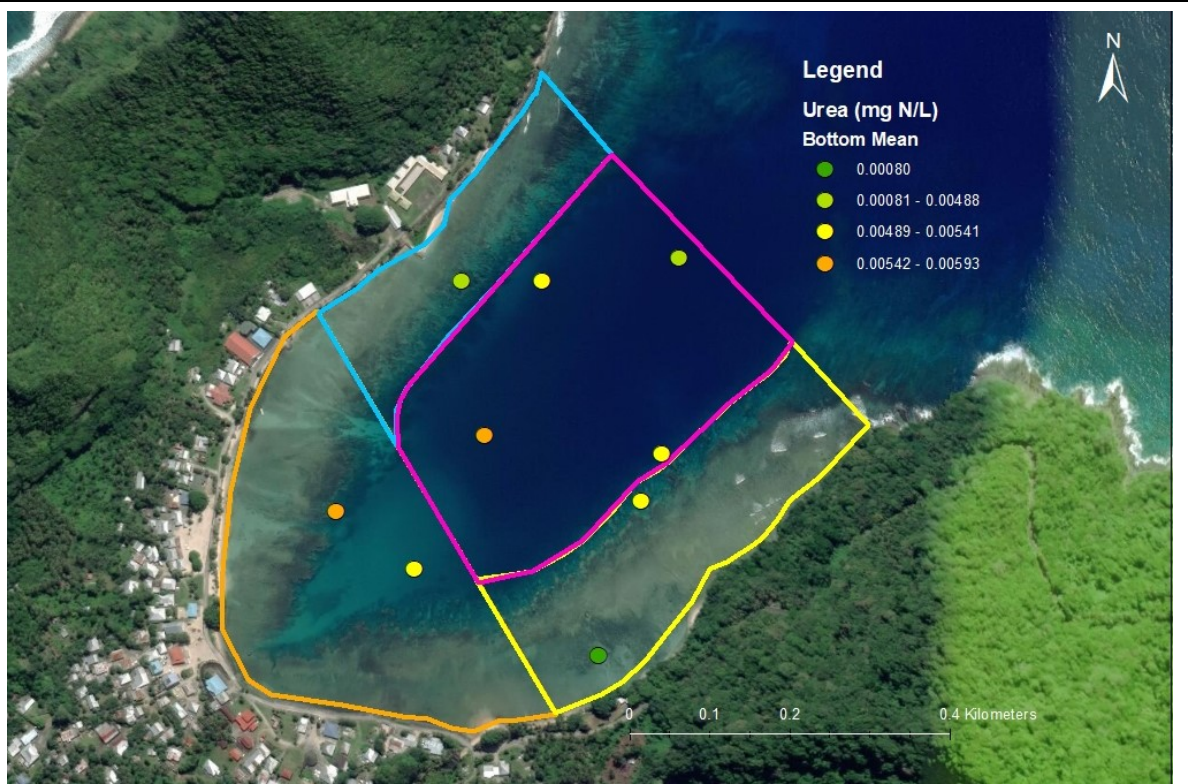 N
Legend
Urea (mg N/L)
Bottom Mean
0.00080
0.00081 - 0.00488
0.00489 - 0.00541
0.00542 - 0.00593
0 0.1 0.2 0.4 Kilometers